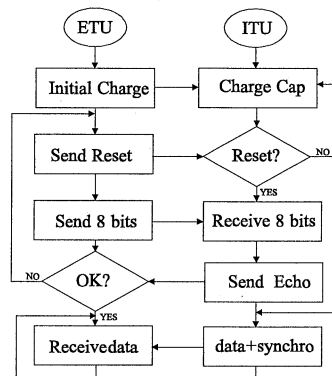 ETU
ITU
Initial Charge
Charge Cap
Send Reset
Reset?
NO
YES
Send 8 bits
Receive 8 bits
NO
OK?
Send Echo
YES
Receivedata
data+synchro